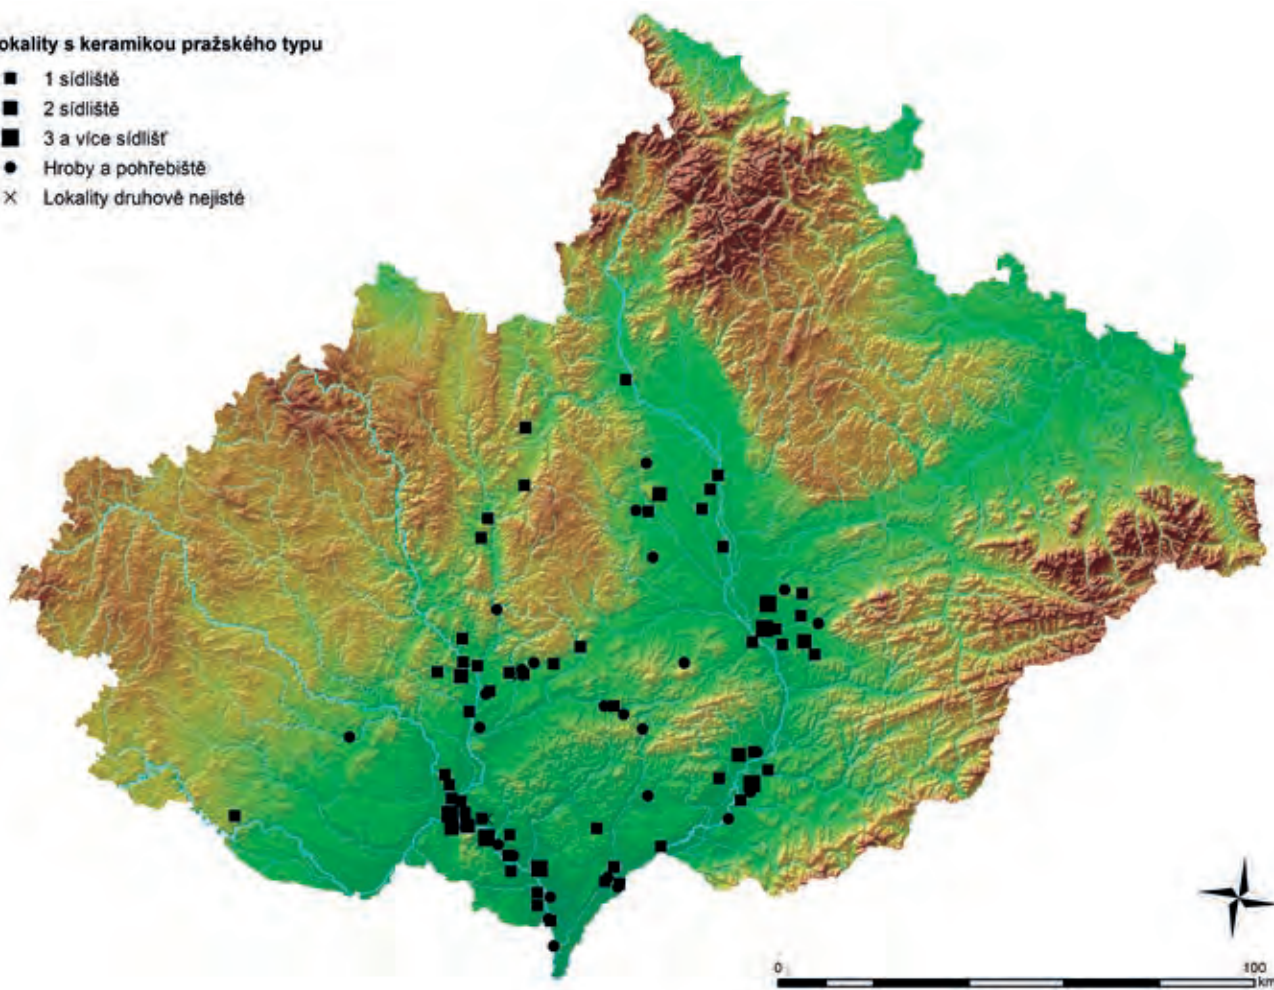 okality s keramikou pražského typu
1 sídliště
2 sídliště
3 a více sídlišť
Hroby a pohřebiště
Lokality druhově nejisté
0 100
km